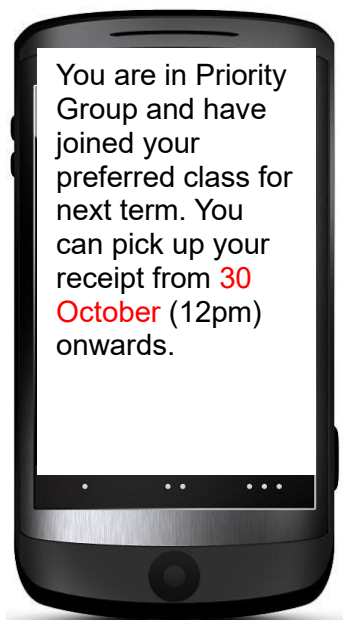 You are in Priority
Group and have
joined your
preferred class for
next term. You
can pick up your
receipt from 30
October (12pm)
onwards.